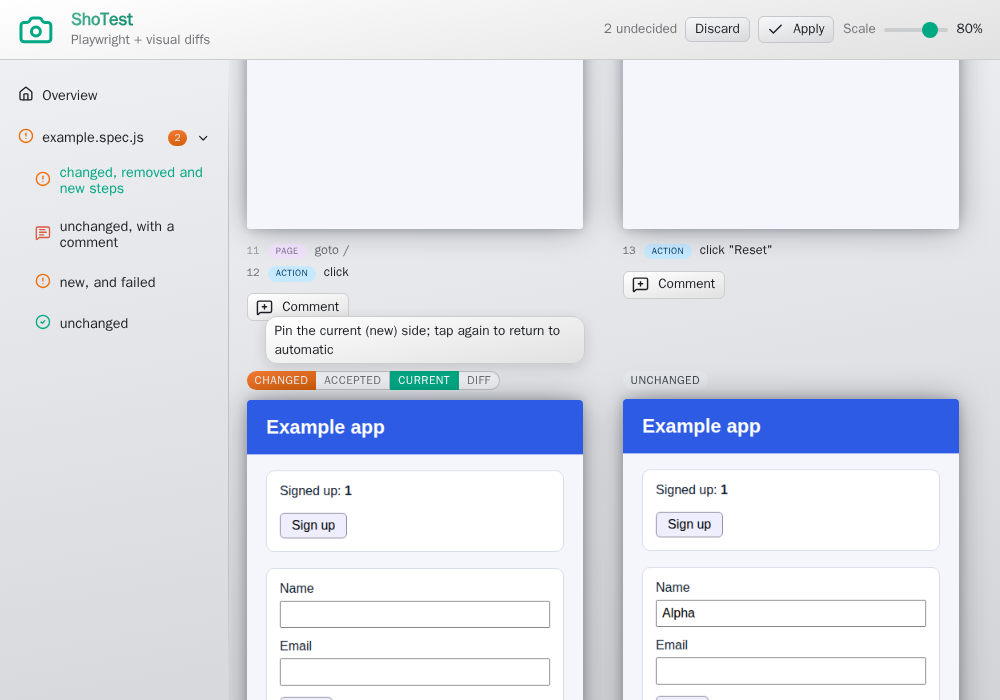 ShoTest
Playwright + visual diffs
2 undecided
Discard
Apply
Scale
80%
Overview
example.spec.js
2
changed, removed and
new steps
unchanged, with a
comment
new, and failed
unchanged
11 PAGE goto /
12 ACTION click
Comment
Pin the current (new) side; tap again to return to
automatic
CHANGED ACCEPTED CURRENT DIFF
Example app
Signed up: 1
Sign up
Name
Email
13 ACTION click "Reset"
Comment
UNCHANGED
Example app
Signed up: 1
Sign up
Name
Alpha
Email